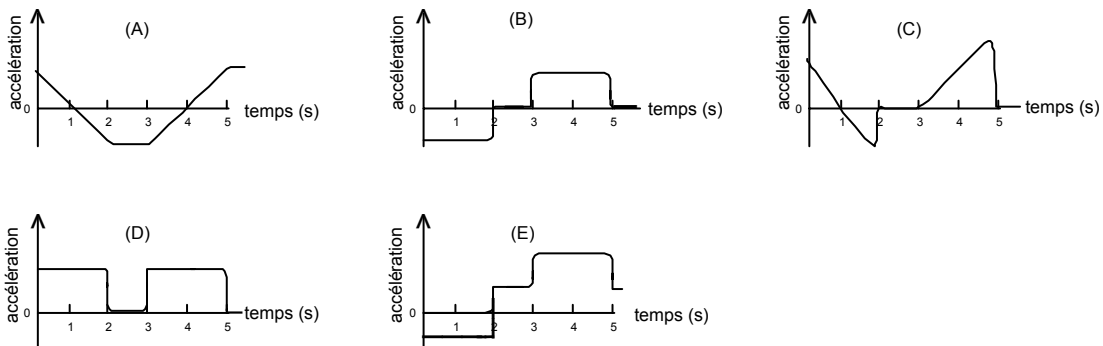 (A)
accélération
0
1 2 3 4 5
temps (s)
(B)
accélération
0
1 2 3 4 5
temps (s)
(C)
accélération
0
1 2 3 4 5
temps (s)
(D)
accélération
0
1 2 3 4 5
temps (s)
(E)
accélération
0
1 2 3 4 5
temps (s)